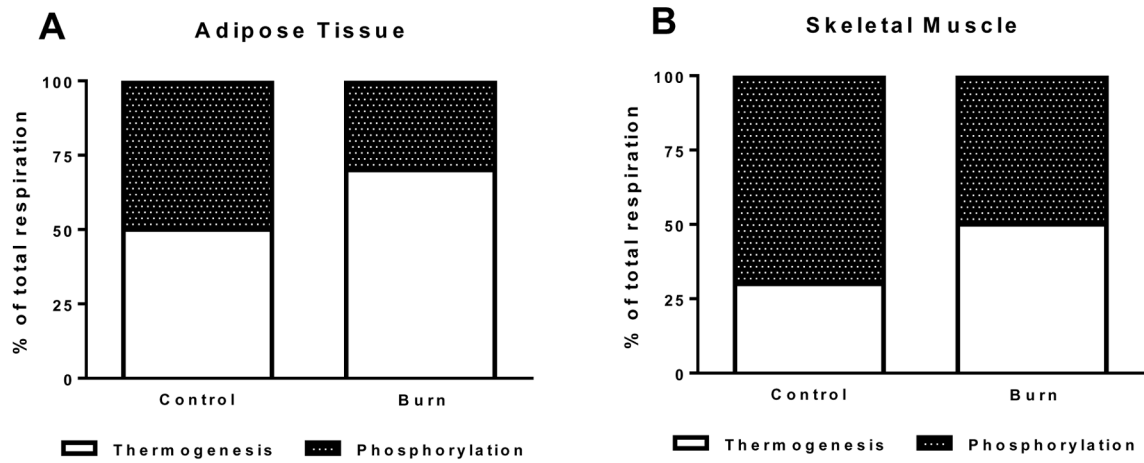 A
Adipose Tissue
% of total respiration
100
75
50
25
0
Control Burn
Thermogenesis Phosphorylation
B
Skeletal Muscle
% of total respiration
100
75
50
25
0
Control Burn
Thermogenesis Phosphorylation